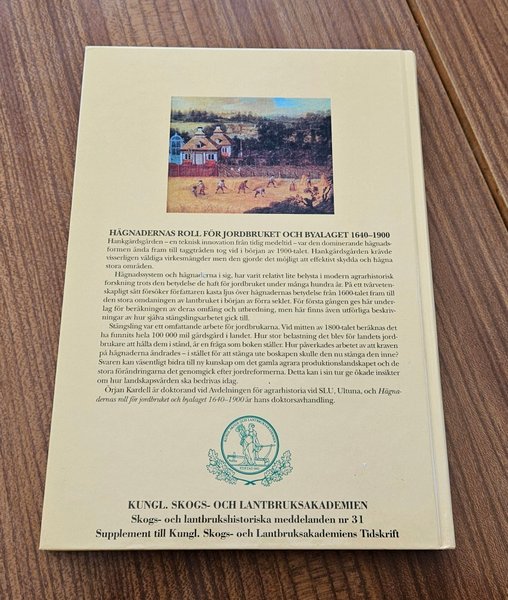 HÄGNADERNAS ROLL FÖR JORDBRUKET OCH BYALAGET 1640–1900
Hankgärdsgården – en teknisk innovation från tidig medeltid – var den dominerande hägnads-
formen ända fram till taggtråden tog vid i början av 1900-talet. Hankgärdsgården krävde
visserligen väldiga virkesmängder men den gjorde det möjligt att effektivt skydda och hägna
stora områden.
Hägnadssystem och hägnaderna i sig, har varit relativt lite belysta i modern agrarhistorisk
forskning trots den betydelse de haft för jordbruket under många hundra år. På ett tvärveten-
skapligt sätt försöker författaren kasta ljus över hägnadernas betydelse från 1600-talet fram till
den stora omdaningen av lantbruket i början av förra seklet. För första gången ges här under-
lag för beräkningen av deras omfång och utbredning, men här finns även utförliga beskriv-
ningar av hur själva stängslingsarbetet gick till.
Stängsling var ett omfattande arbete för jordbrukarna. Vid mitten av 1800-talet beräknas det
ha funnits hela 100 000 mil gärdsgård i landet. Hur stor belastning det blev för landets jord-
brukare att hålla dem i stånd, är en fråga som boken ställer. Hur påverkades arbetet av att kraven
på hägnaderna ändrades – i stället för att stänga ute boskapen skulle den nu stänga den inne?
Svaren kan väsentligt bidra till ny kunskap om det gamla agrara produktionslandskapet och de
stora förändringarna det genomgick efter jordreformerna. Detta kan i sin tur ge ökade insikter
om hur landskapsvården ska bedrivas idag.
Örjan Kardell är doktorand vid Avdelningen för agrarhistoria vid SLU, Ultuna, och Hägna-
dernas roll för jordbruket och byalaget 1640–1900 är hans doktorsavhandling.
KUNGL. SKOGS- OCH LANTBRUKSAKADEMIEN
Skogs- och lantbrukshistoriska meddelanden nr 31
Supplement till Kungl. Skogs- och Lantbruksakademiens Tidskrift